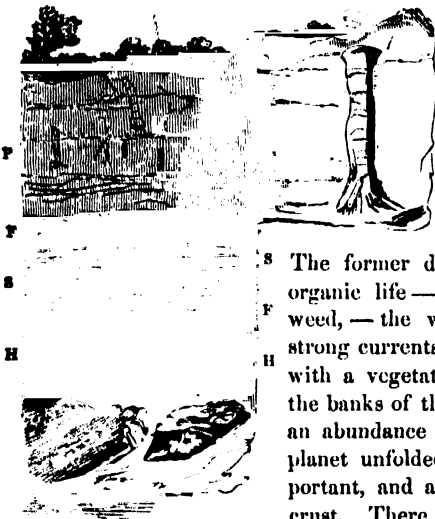 P
F
S
H
S
F
H
The former d
organic life —
weed, — the w
strong currents
with a vegetat
the banks of th
an abundance
planet unfolded
portant, and a
crust. There